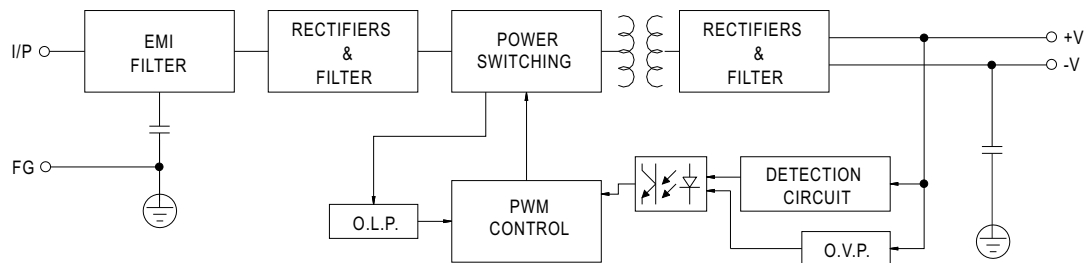 I/P
EMI
FILTER
RECTIFIERS
&
FILTER
POWER
SWITCHING
RECTIFIERS
&
FILTER
+V
-V
FG
O.L.P.
PWM
CONTROL
DETECTION
CIRCUIT
O.V.P.